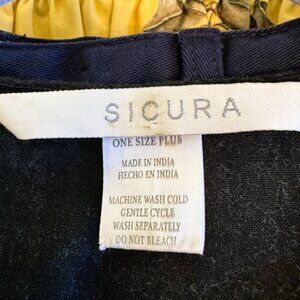 SICURA
ONE SIZE PLUS
MADE IN INDIA
HECHO EN INDIA
MACHINE WASH COLD
GENTLE CYCLE
WASH SEPARATELY
DO NOT BLEACH